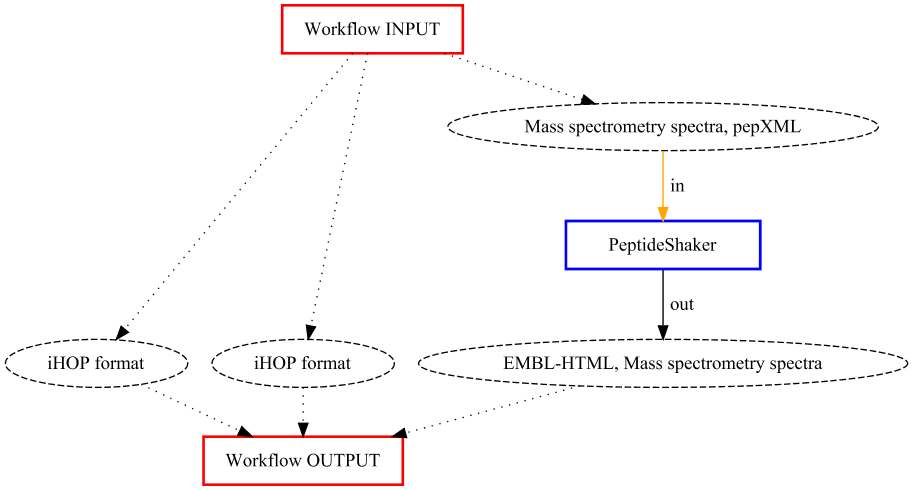 Workflow INPUT
Mass spectrometry spectra, pepXML
in
PeptideShaker
out
iHOP format
iHOP format
EMBL-HTML, Mass spectrometry spectra
Workflow OUTPUT